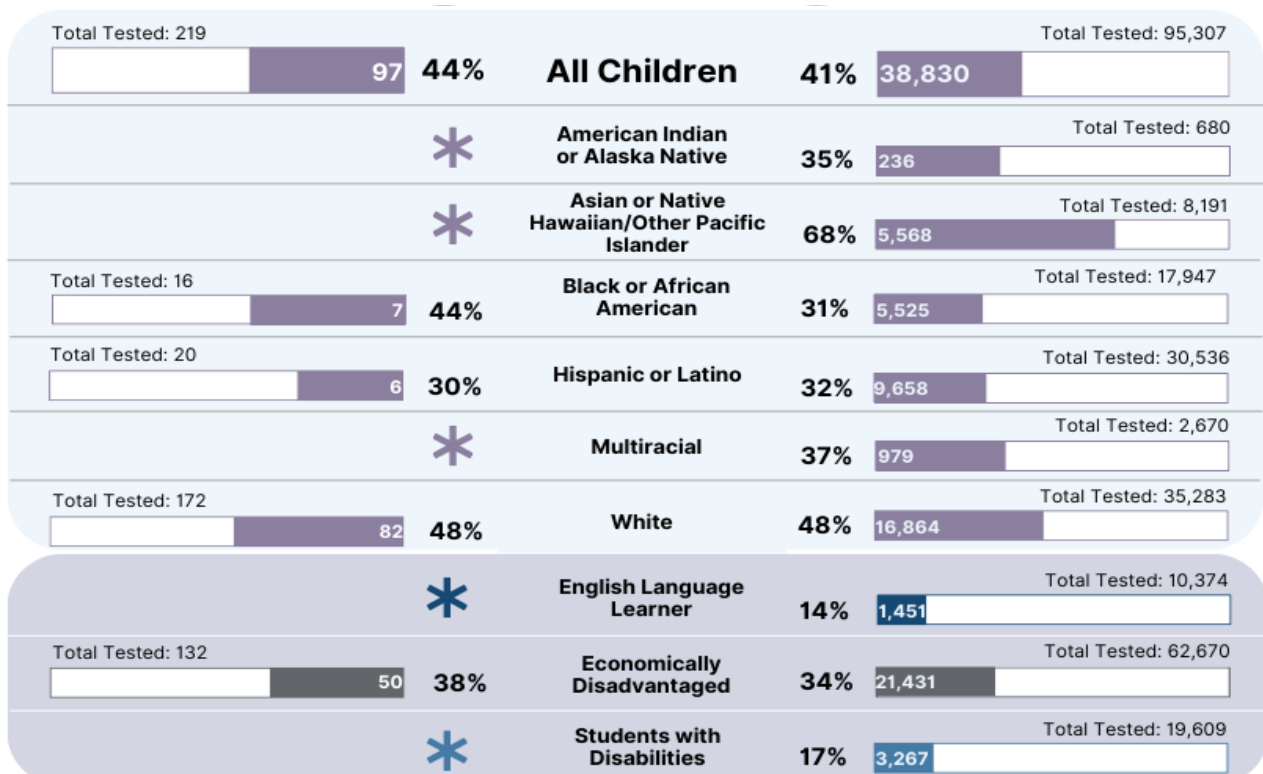 Total Tested: 219
Total Tested: 95,307
97 44% All Children 41% 38,830
American Indian
or Alaska Native
Total Tested: 680
* 35% 236
Asian or Native
Hawaiian/Other Pacific
Islander
Total Tested: 8,191
* 68% 5,568
Total Tested: 16
Black or African
American
Total Tested: 17,947
7 44% 31% 5,525
Total Tested: 20
Hispanic or Latino
Total Tested: 30,536
6 30% 32% 9,658
Multiracial
Total Tested: 2,670
* 37% 979
Total Tested: 172
White
Total Tested: 35,283
82 48% 48% 16,864
English Language
Learner
Total Tested: 10,374
* 14% 1,451
Total Tested: 132
Economically
Disadvantaged
Total Tested: 62,670
50 38% 34% 21,431
Students with
Disabilities
Total Tested: 19,609
* 17% 3,267